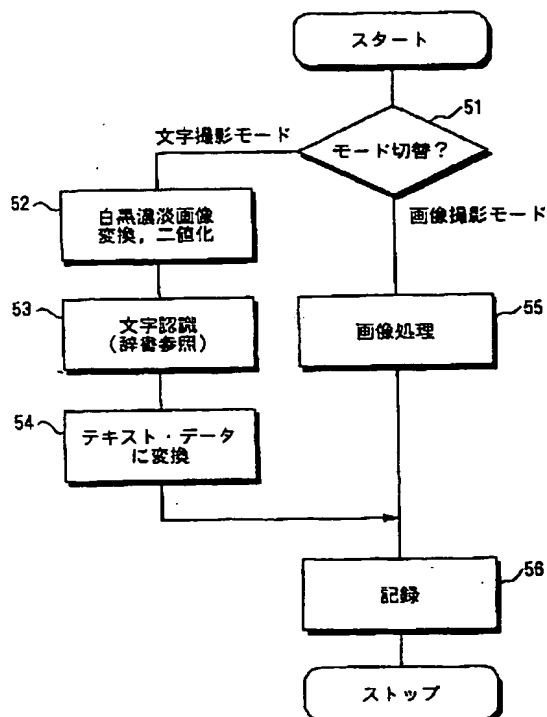 スタート
51
モード切替?
文字撮影モード
画像撮影モード
52
白黒濃淡画像
変換,二値化
53
文字認識
(辞書参照)
54
テキスト・データ
に変換
55
画像処理
56
記録
ストップ